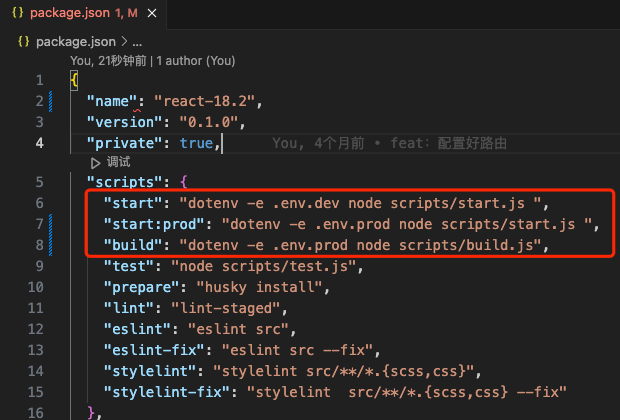 {} package.json 1, M ×
{} package.json > ...
You, 21秒钟前 | 1 author (You)
1 {
2 "name": "react-18.2",
3 "version": "0.1.0",
4 "private": true, You, 4个月前 • feat: 配置好路由
调试
5 "scripts": {
6 "start": "dotenv -e .env.dev node scripts/start.js ",
7 "start:prod": "dotenv -e .env.prod node scripts/start.js ",
8 "build": "dotenv -e .env.prod node scripts/build.js",
9 "test": "node scripts/test.js",
10 "prepare": "husky install",
11 "lint": "lint-staged",
12 "eslint": "eslint src",
13 "eslint-fix": "eslint src --fix",
14 "stylelint": "stylelint src/**/*.{scss,css}",
15 "stylelint-fix": "stylelint  src/**/*.{scss,css} --fix"
16 },